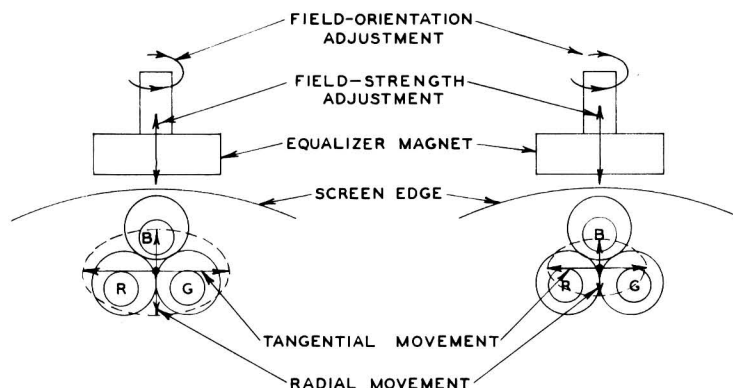 FIELD-ORIENTATION
ADJUSTMENT
FIELD-STRENGTH
ADJUSTMENT
EQUALIZER MAGNET
SCREEN EDGE
B
B
R
G
R
G
TANGENTIAL MOVEMENT
RADIAL MOVEMENT